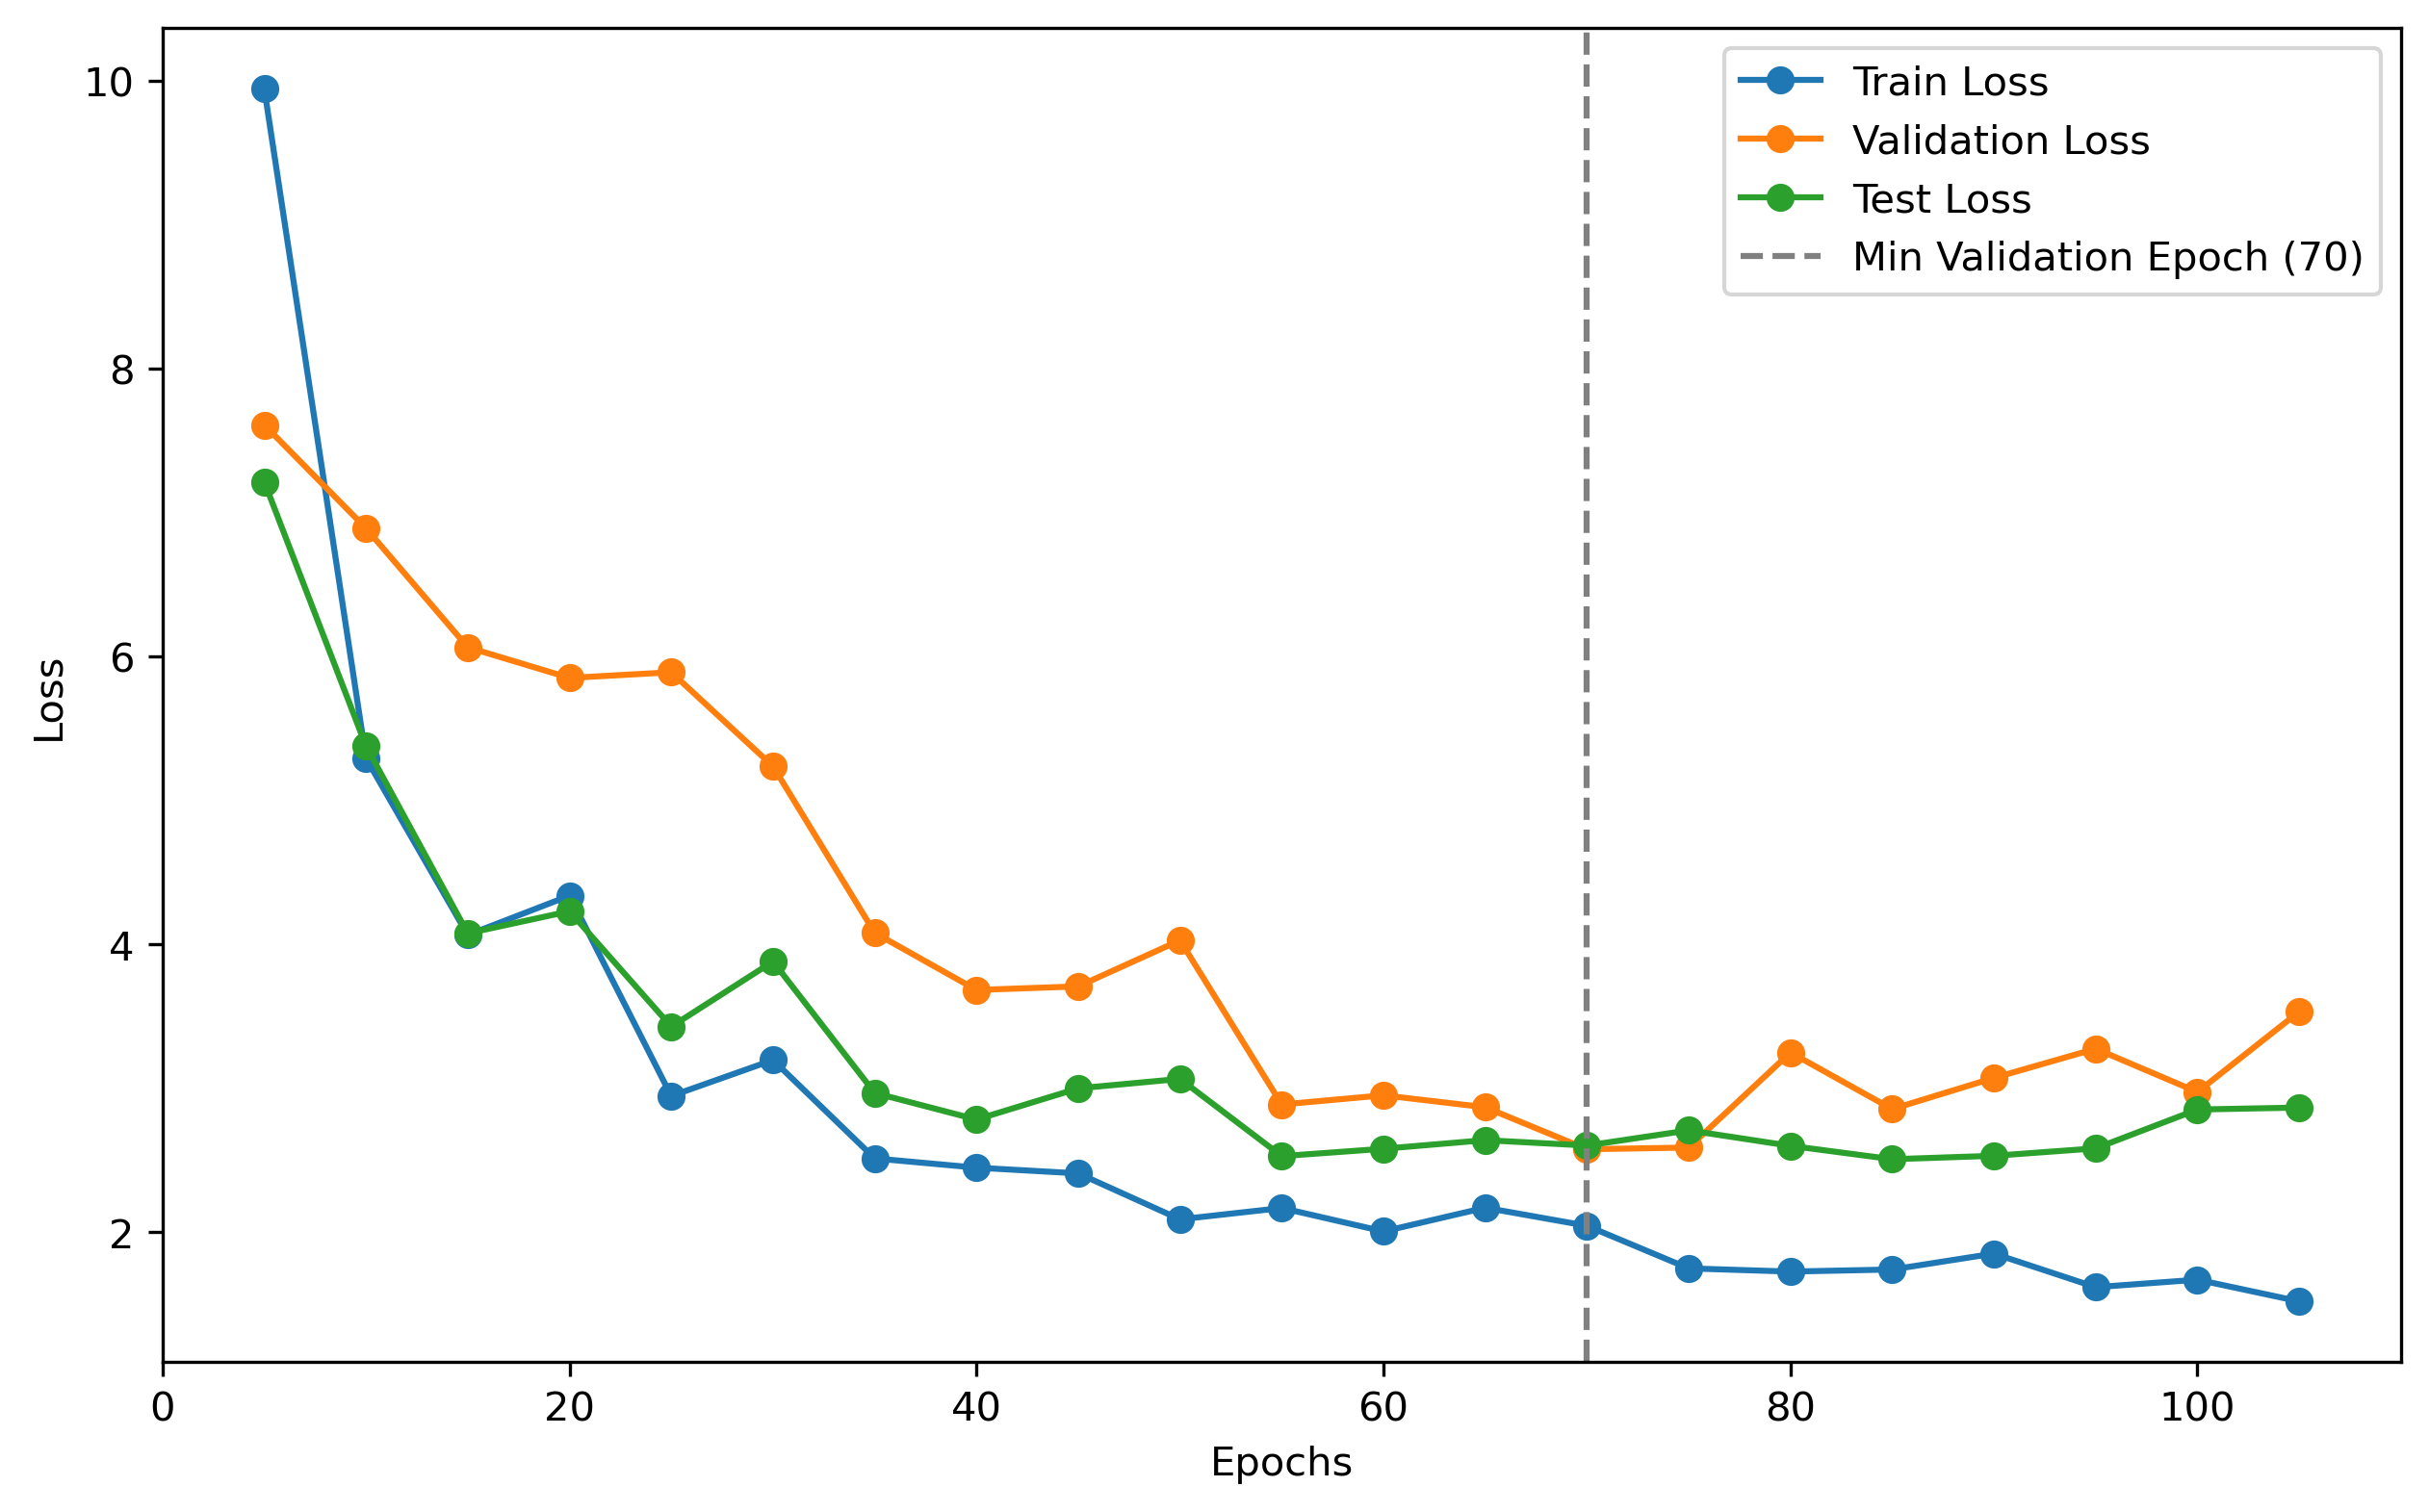 10
8
6
4
2
Loss
0 20 40 60 80 100
Epochs
Train Loss
Validation Loss
Test Loss
Min Validation Epoch (70)